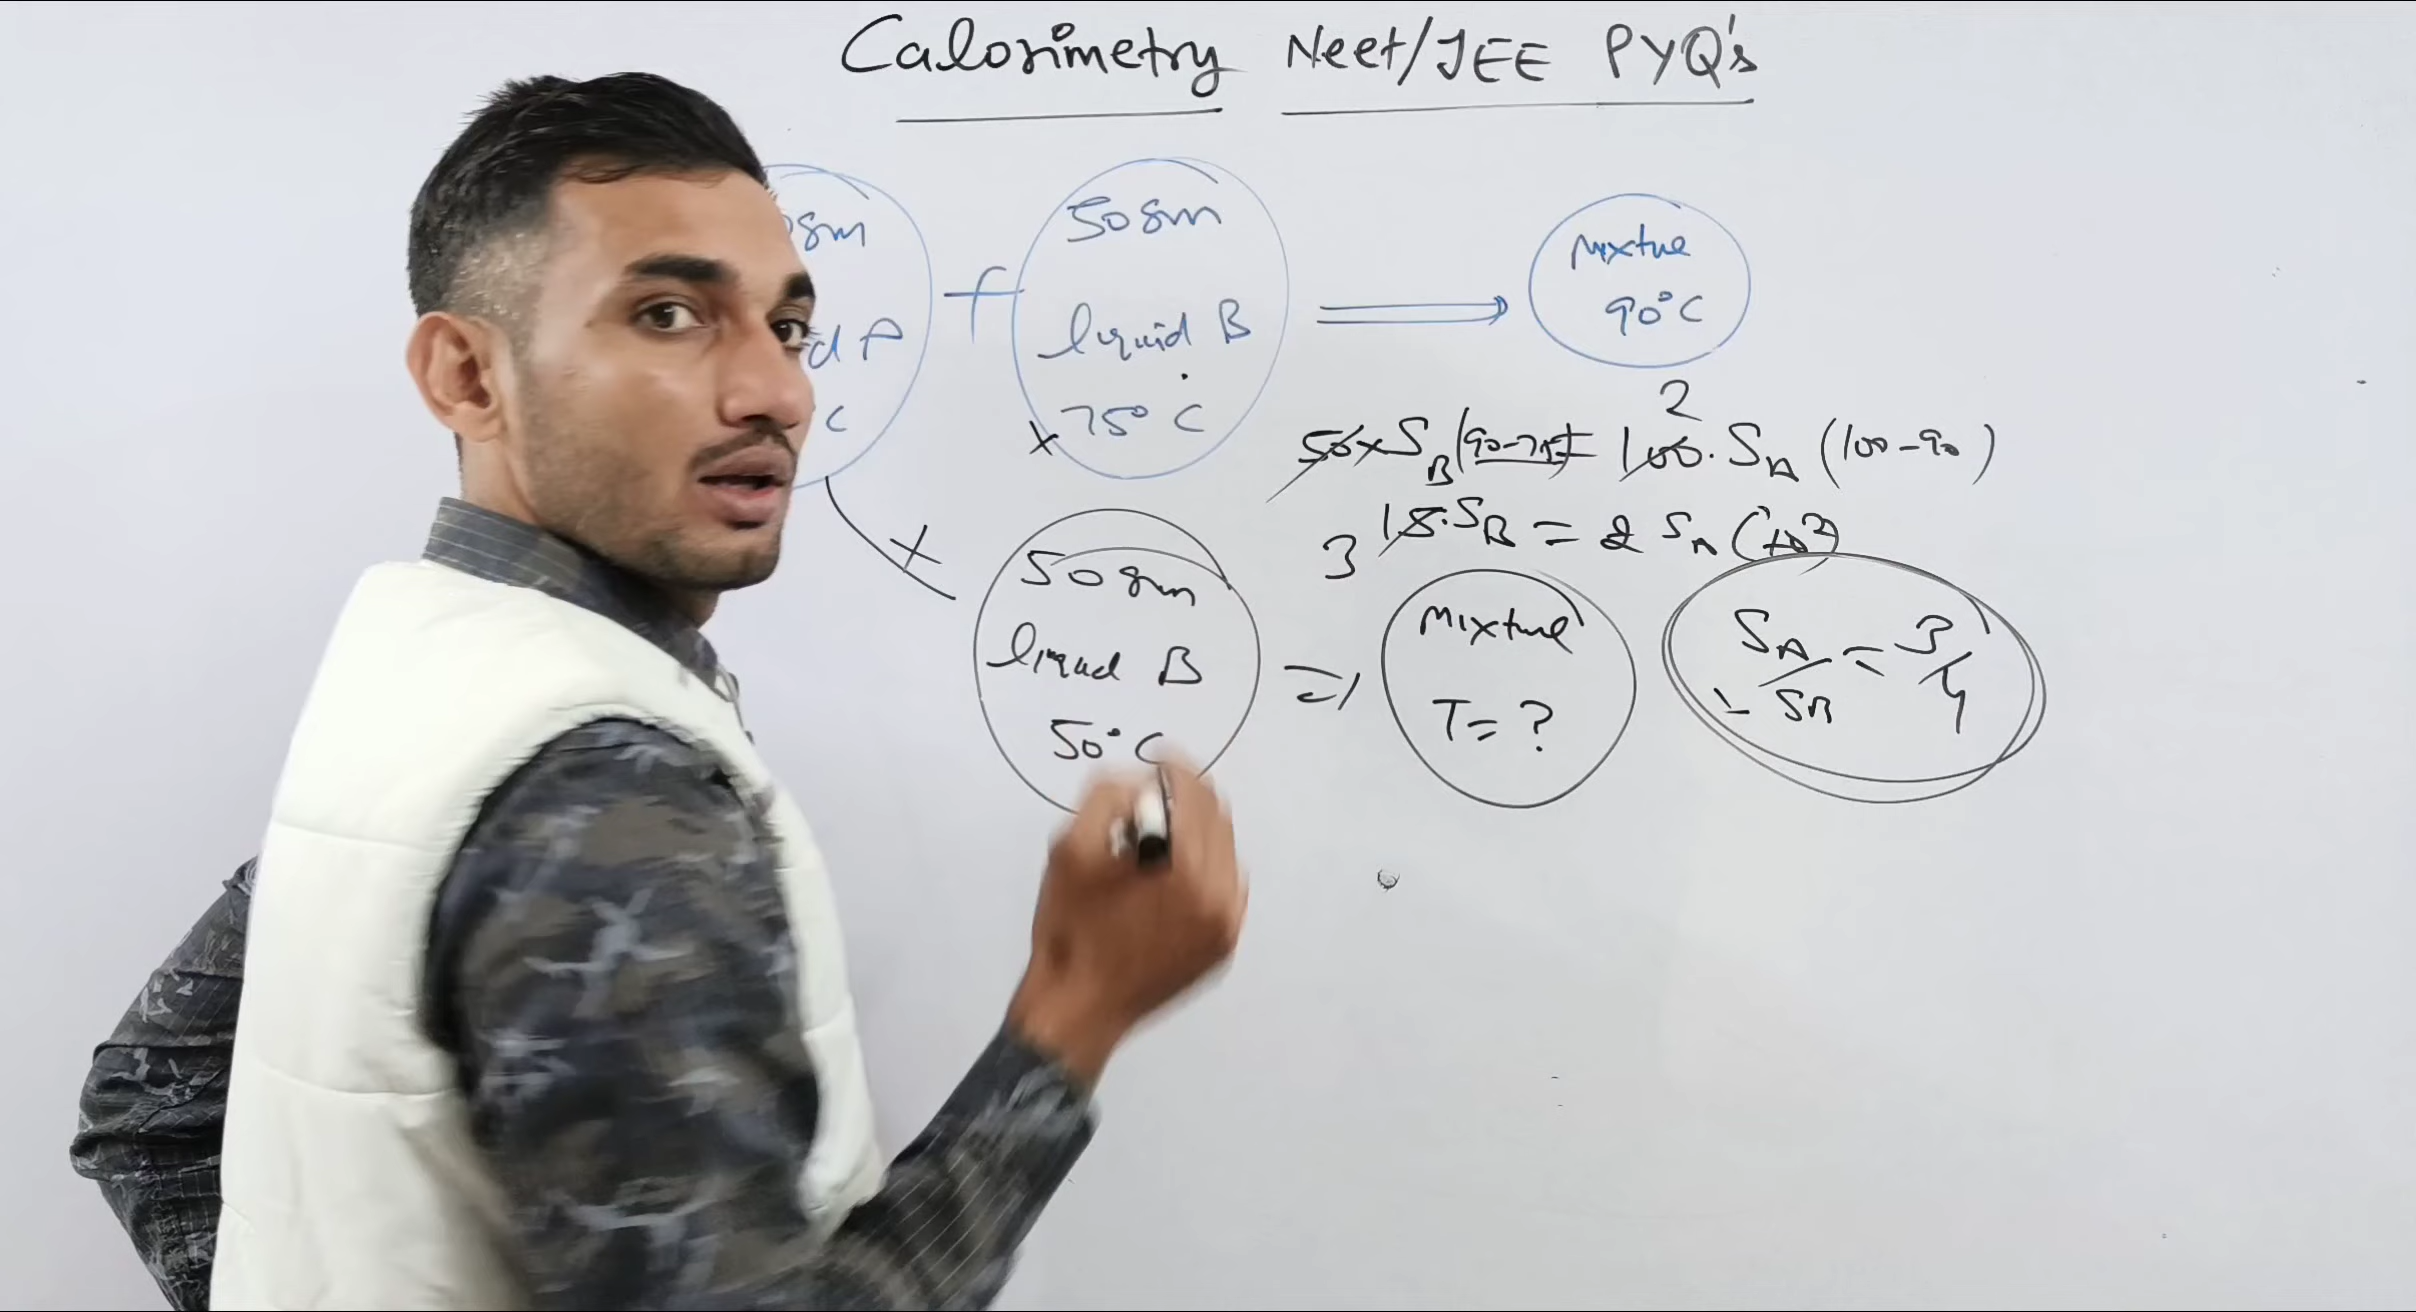 Calorimetry Neet/JEE PYQ's
gm
d A
C
+
50 gm
liquid B
75° C
x
Mixture
90°C
2
50×S_B(90-75)= 100.S_A (100-90)
3 15.S_B = 2 S_A (10 2)
+
50 gm
liquid B
50°C
=)
Mixture
T= ?
S_A/S_B = 3/4